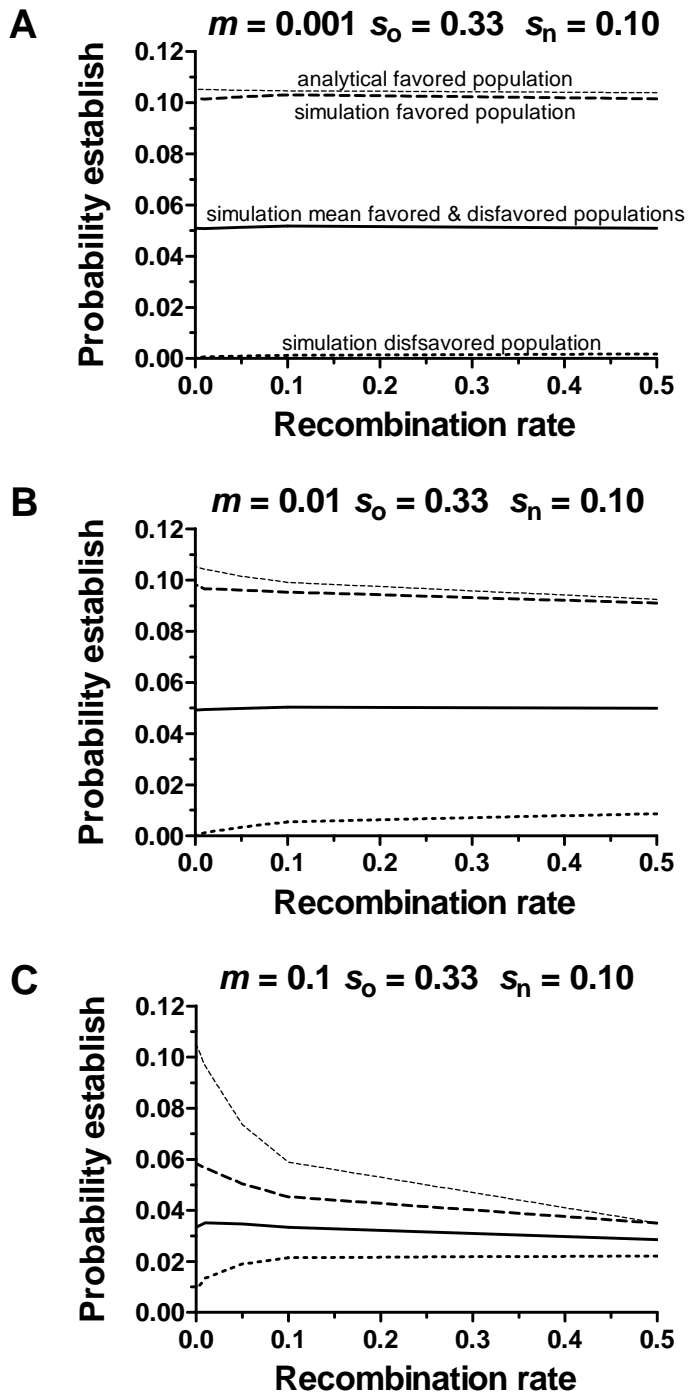 A
m = 0.001 so = 0.33 sn = 0.10
Probability establish
0.12
0.10
0.08
0.06
0.04
0.02
0.00
analytical favored population
simulation favored population
simulation mean favored & disfavored populations
simulation disfsavored population
0.0 0.1 0.2 0.3 0.4 0.5
Recombination rate
B
m = 0.01 so = 0.33 sn = 0.10
Probability establish
0.12
0.10
0.08
0.06
0.04
0.02
0.00
0.0 0.1 0.2 0.3 0.4 0.5
Recombination rate
C
m = 0.1 so = 0.33 sn = 0.10
Probability establish
0.12
0.10
0.08
0.06
0.04
0.02
0.00
0.0 0.1 0.2 0.3 0.4 0.5
Recombination rate